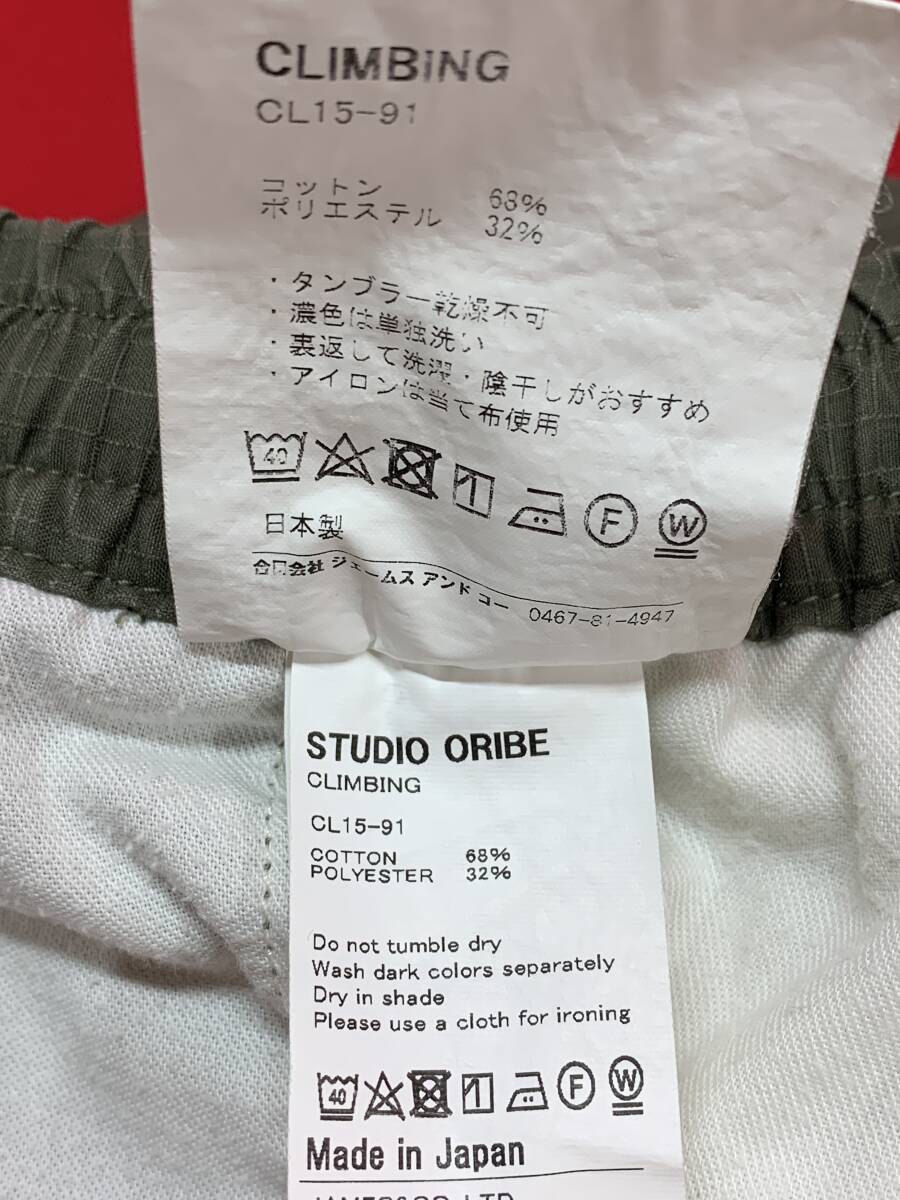 CLIMBiNG
CL15-91
コットン 68%
ポリエステル 32%
・タンブラー乾燥不可
・濃色は単独洗い
・裏返して洗濯・陰干しがおすすめ
・アイロンは当て布使用
40 F W
日本製
合同会社 ジェームス アンド コー 0467-81-4947
STUDIO ORIBE
CLIMBING
CL15-91
COTTON 68%
POLYESTER 32%
Do not tumble dry
Wash dark colors separately
Dry in shade
Please use a cloth for ironing
40 F W
Made in Japan